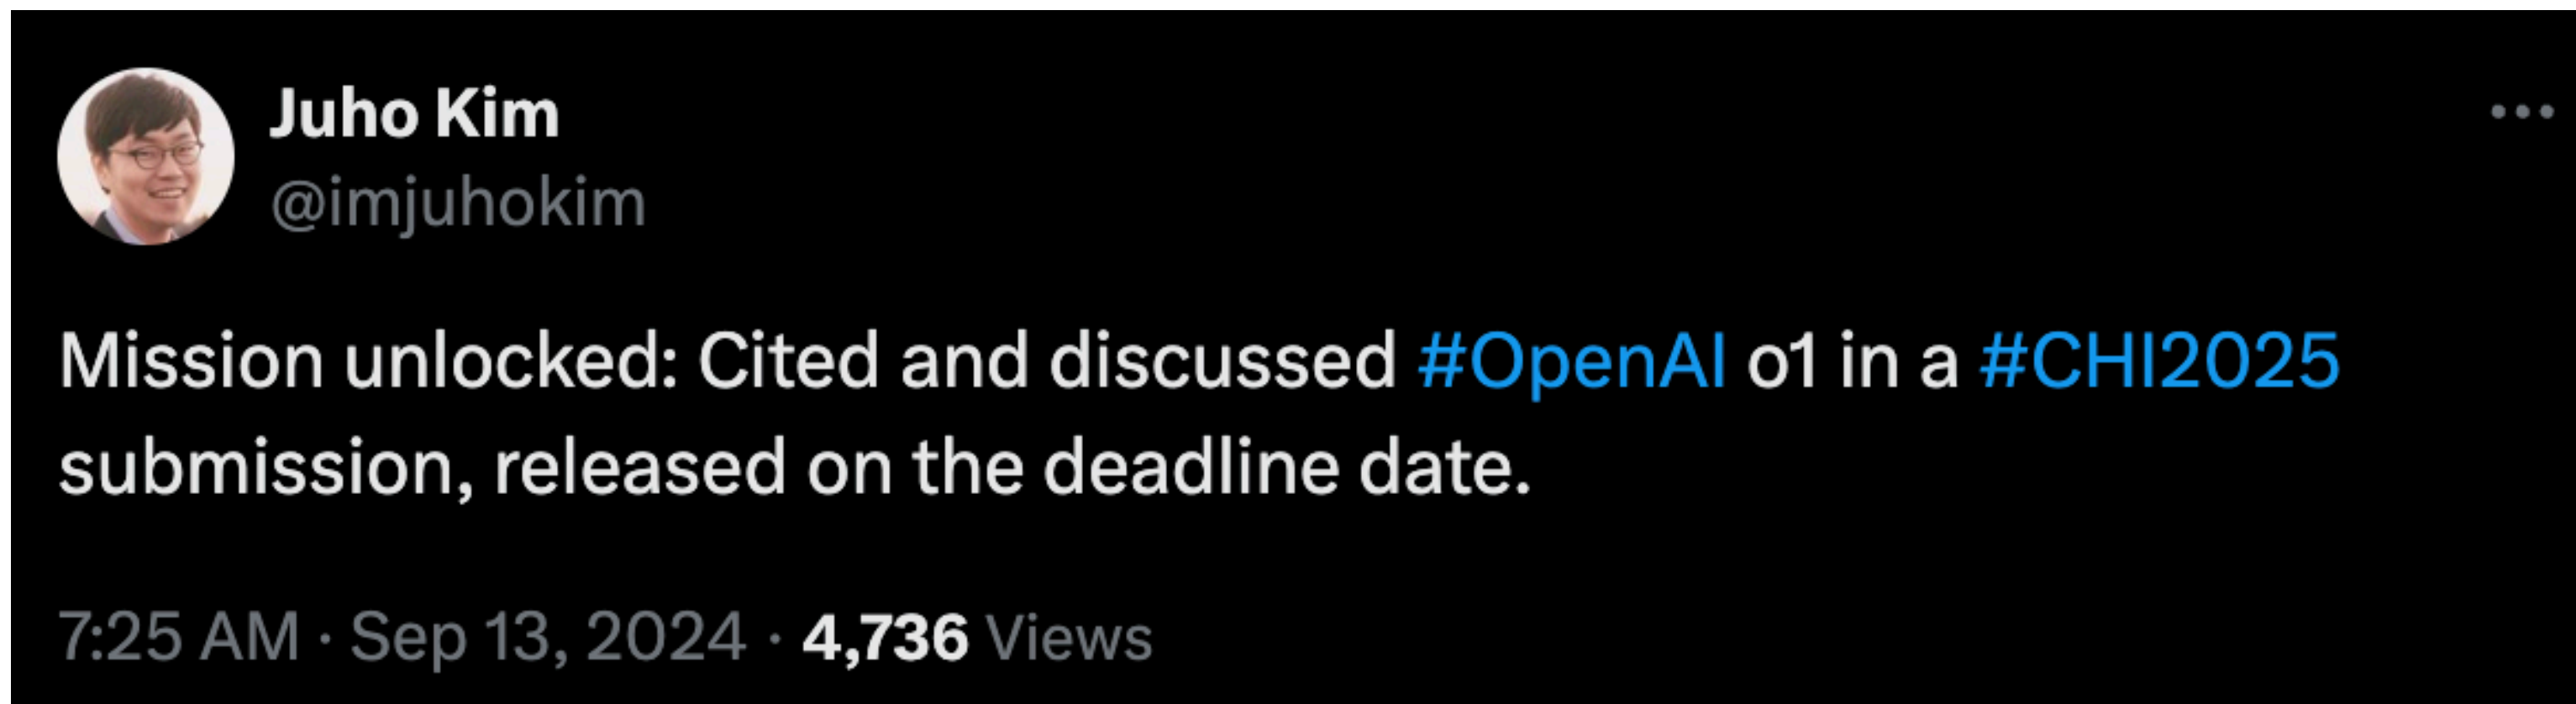 Juho Kim
@imjuhokim
Mission unlocked: Cited and discussed #OpenAI o1 in a #CHI2025
submission, released on the deadline date.
7:25 AM · Sep 13, 2024 · 4,736 Views